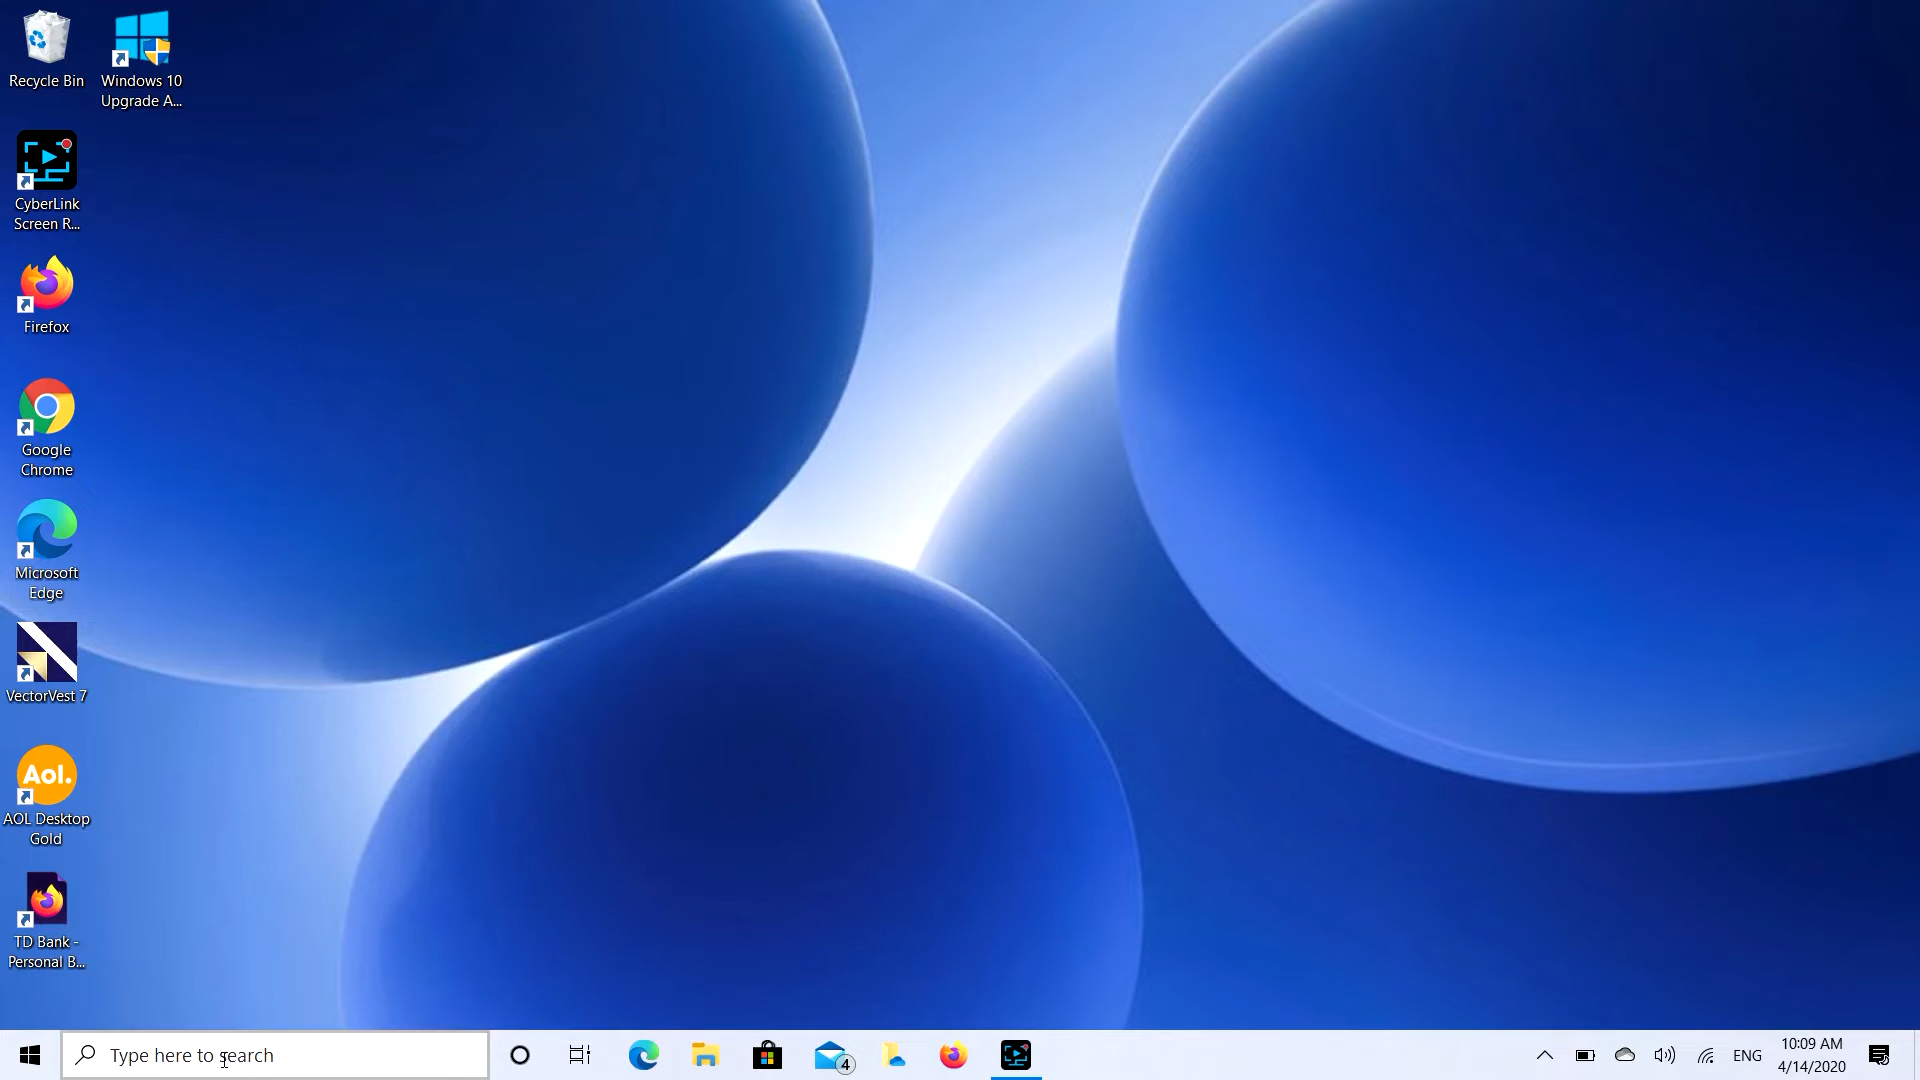 Recycle Bin
Windows 10
Upgrade A...
CyberLink
Screen R...
Firefox
Google
Chrome
Microsoft
Edge
VectorVest 7
Aol.
AOL Desktop
Gold
TD Bank -
Personal B...
Type here to search
4
ENG
10:09 AM
4/14/2020